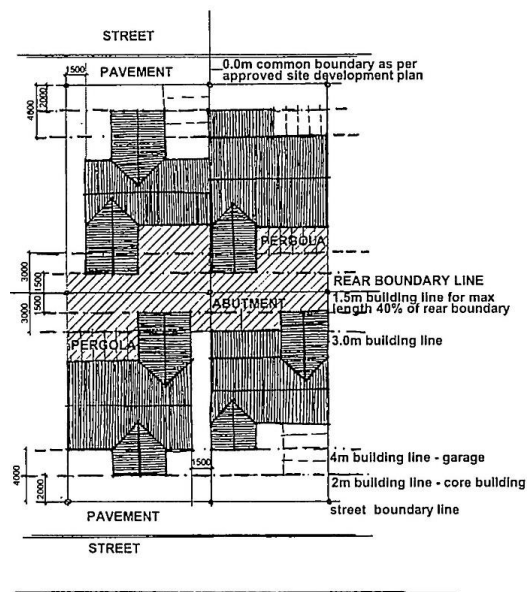 STREET
PAVEMENT
0.0m common boundary as per
approved site development plan
1500
2000
4000
PERGOLA
3000
1500
REAR BOUNDARY LINE
1.5m building line for max
length 40% of rear boundary
ABUTMENT
1500
3000
3.0m building line
PERGOLA
4m building line - garage
1500
4000
2000
2m building line - core building
street boundary line
PAVEMENT
STREET